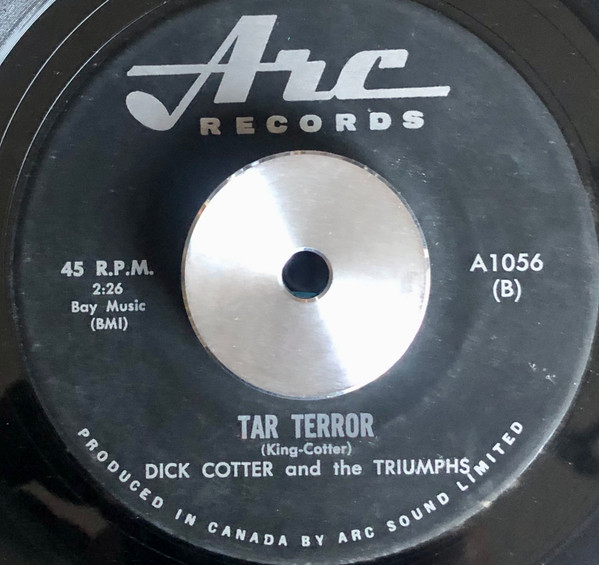 Arc
RECORDS
45 R.P.M.
2:26
Bay Music
(BMI)
A1056
(B)
TAR TERROR
(King-Cotter)
DICK COTTER and the TRIUMPHS
PRODUCED IN CANADA BY ARC SOUND LIMITED